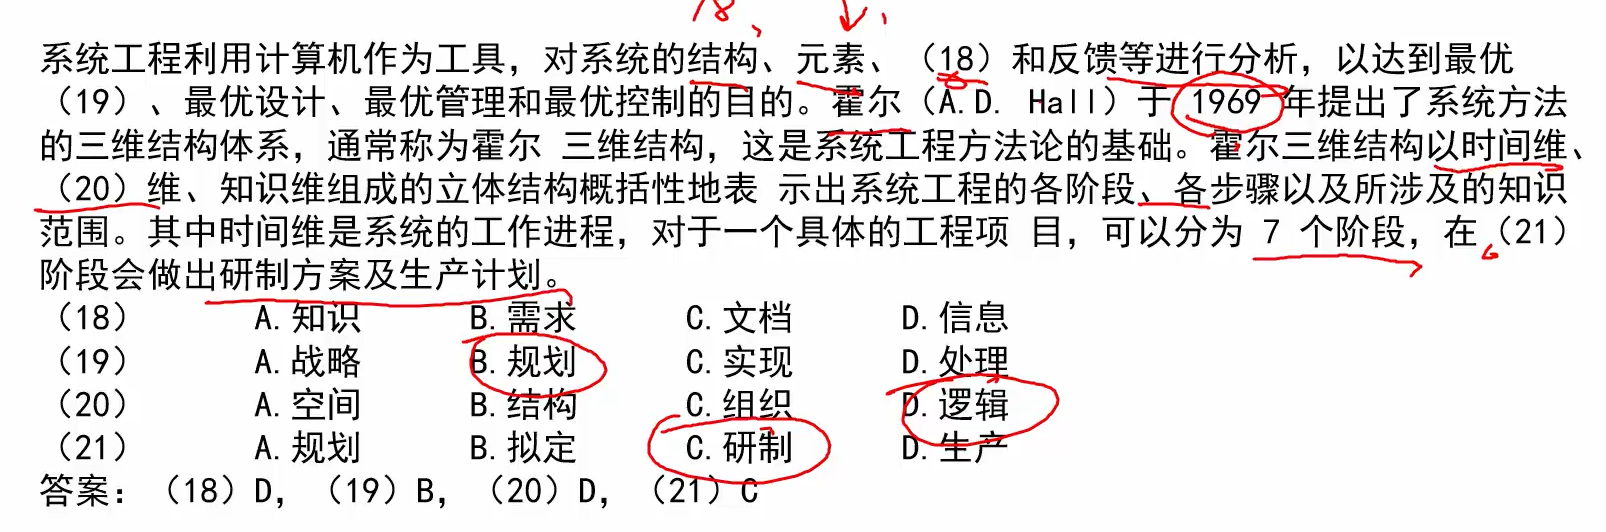 18、
系统工程利用计算机作为工具，对系统的结构、元素、（18）和反馈等进行分析，以达到最优
（19）、最优设计、最优管理和最优控制的目的。霍尔（A.D. Hall）于 1969 年提出了系统方法
的三维结构体系，通常称为霍尔 三维结构，这是系统工程方法论的基础。霍尔三维结构以时间维、
（20）维、知识维组成的立体结构概括性地表 示出系统工程的各阶段、各步骤以及所涉及的知识
范围。其中时间维是系统的工作进程，对于一个具体的工程项 目，可以分为 7 个阶段，在（21）
阶段会做出研制方案及生产计划。
（18） A.知识 B.需求 C.文档 D.信息
（19） A.战略 B.规划 C.实现 D.处理
（20） A.空间 B.结构 C.组织 D.逻辑
（21） A.规划 B.拟定 C.研制 D.生产
答案：（18）D，（19）B，（20）D，（21）C